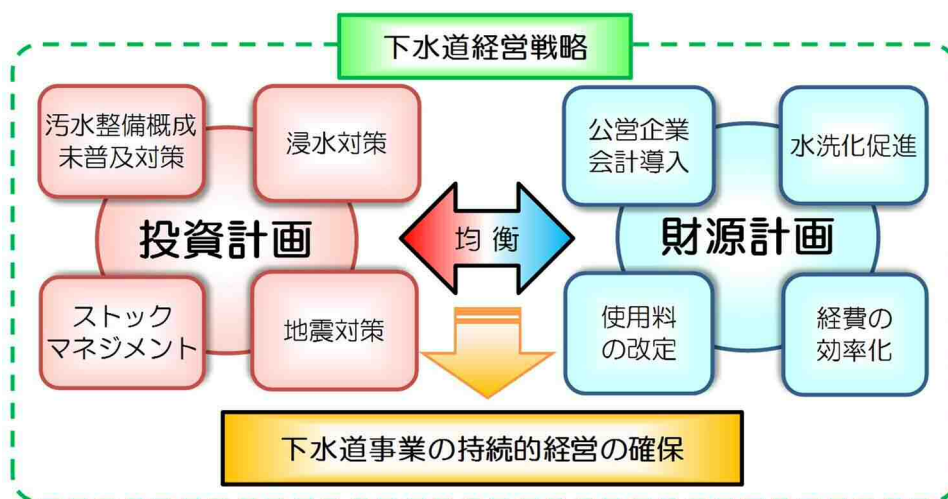 下水道経営戦略
汚水整備概成
未普及対策
浸水対策
投資計画
ストック
マネジメント
地震対策
均衡
公営企業
会計導入
水洗化促進
財源計画
使用料
の改定
経費の
効率化
下水道事業の持続的経営の確保